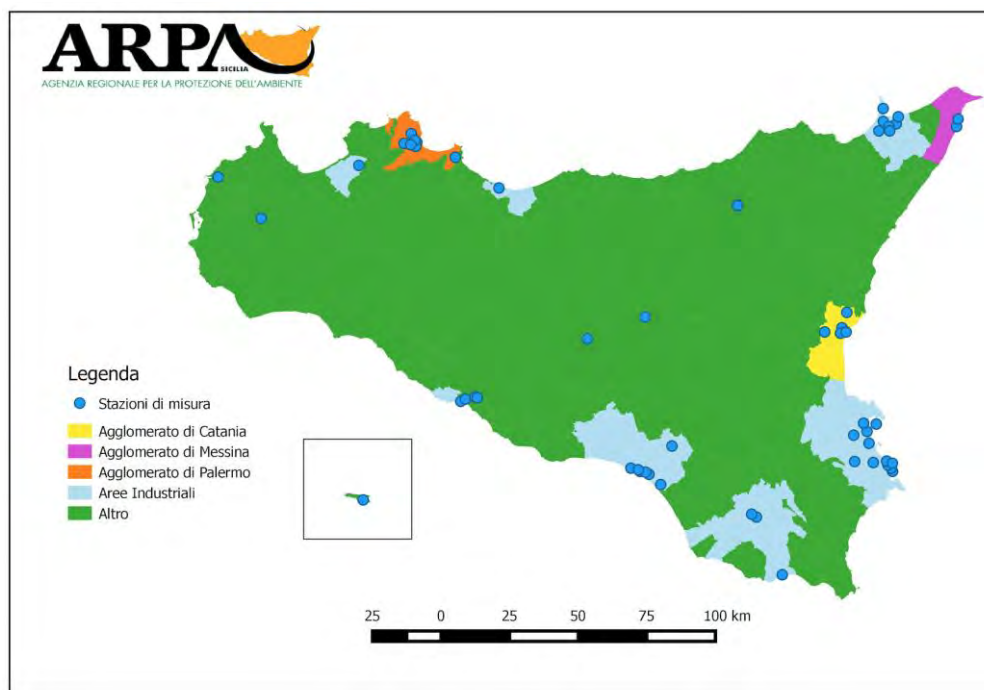 ARPA
SICILIA
AGENZIA REGIONALE PER LA PROTEZIONE DELL'AMBIENTE
Legenda
Stazioni di misura
Agglomerato di Catania
Agglomerato di Messina
Agglomerato di Palermo
Aree Industriali
Altro
25 0 25 50 75 100 km